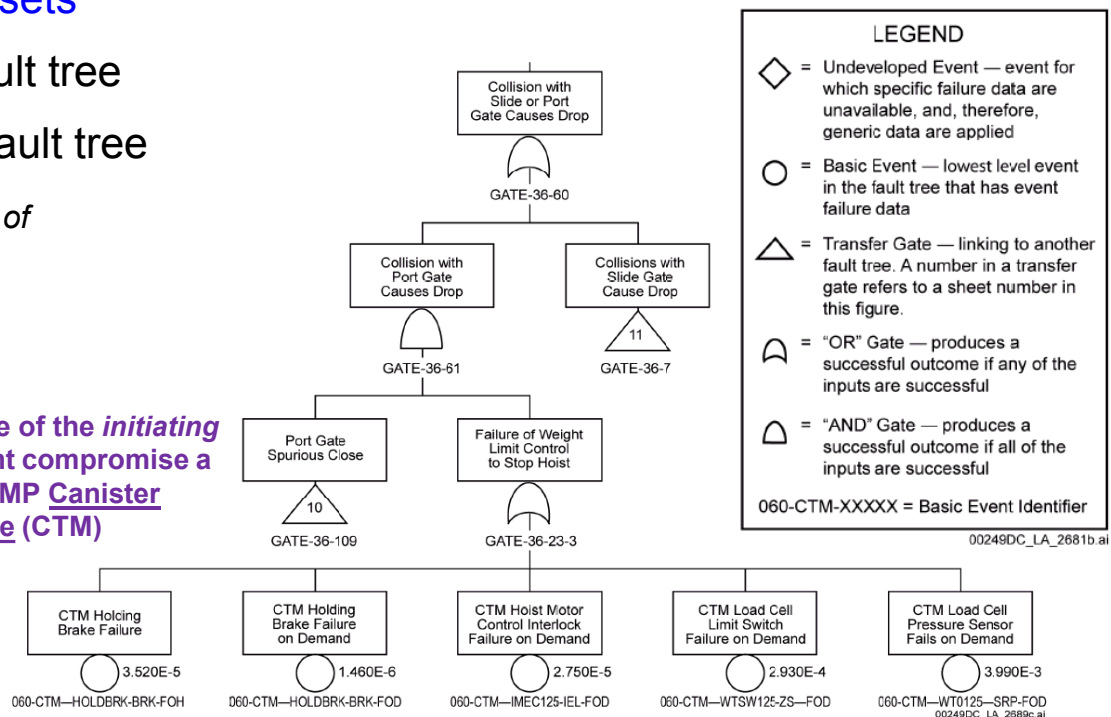 sets
ult tree
ault tree
of
e of the initiating
nt compromise a
MP Canister
e (CTM)
Collision with
Slide or Port
Gate Causes Drop
GATE-36-60
Collision with
Port Gate
Causes Drop
GATE-36-61
Collisions with
Slide Gate
Cause Drop
11
GATE-36-7
Port Gate
Spurious Close
10
GATE-36-109
Failure of Weight
Limit Control
to Stop Hoist
GATE-36-23-3
CTM Holding
Brake Failure
3.520E-5
060-CTM—HOLDBRK-BRK-FOH
CTM Holding
Brake Failure
on Demand
1.460E-6
060-CTM—HOLDBRK-BRK-FOD
CTM Hoist Motor
Control Interlock
Failure on Demand
2.750E-5
060-CTM—IMEC125-IEL-FOD
CTM Load Cell
Limit Switch
Failure on Demand
2.930E-4
060-CTM—WTSW125-ZS—FOD
CTM Load Cell
Pressure Sensor
Fails on Demand
3.990E-3
060-CTM—WT0125—SRP-FOD
00249DC_LA_2689c.ai
LEGEND
= Undeveloped Event — event for
which specific failure data are
unavailable, and, therefore,
generic data are applied
= Basic Event — lowest level event
in the fault tree that has event
failure data
= Transfer Gate — linking to another
fault tree. A number in a transfer
gate refers to a sheet number in
this figure.
= "OR" Gate — produces a
successful outcome if any of the
inputs are successful
= "AND" Gate — produces a
successful outcome if all of the
inputs are successful
060-CTM-XXXXX = Basic Event Identifier
00249DC_LA_2681b.ai